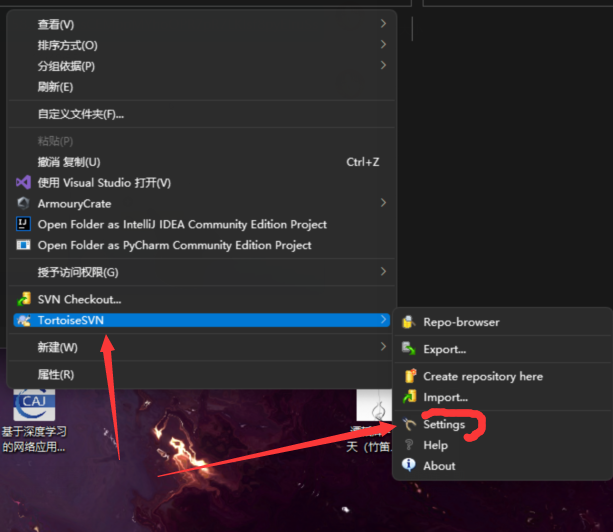 查看(V)
排序方式(O)
分组依据(P)
刷新(E)
自定义文件夹(F)...
粘贴(P)
撤消 复制(U) Ctrl+Z
使用 Visual Studio 打开(V)
ArmouryCrate
Open Folder as IntelliJ IDEA Community Edition Project
Open Folder as PyCharm Community Edition Project
授予访问权限(G)
SVN Checkout...
TortoiseSVN
新建(W)
属性(R)
Repo-browser
Export...
Create repository here
Import...
Settings
Help
About
CAJ
基于深度学习
的网络应用...
天（竹笛